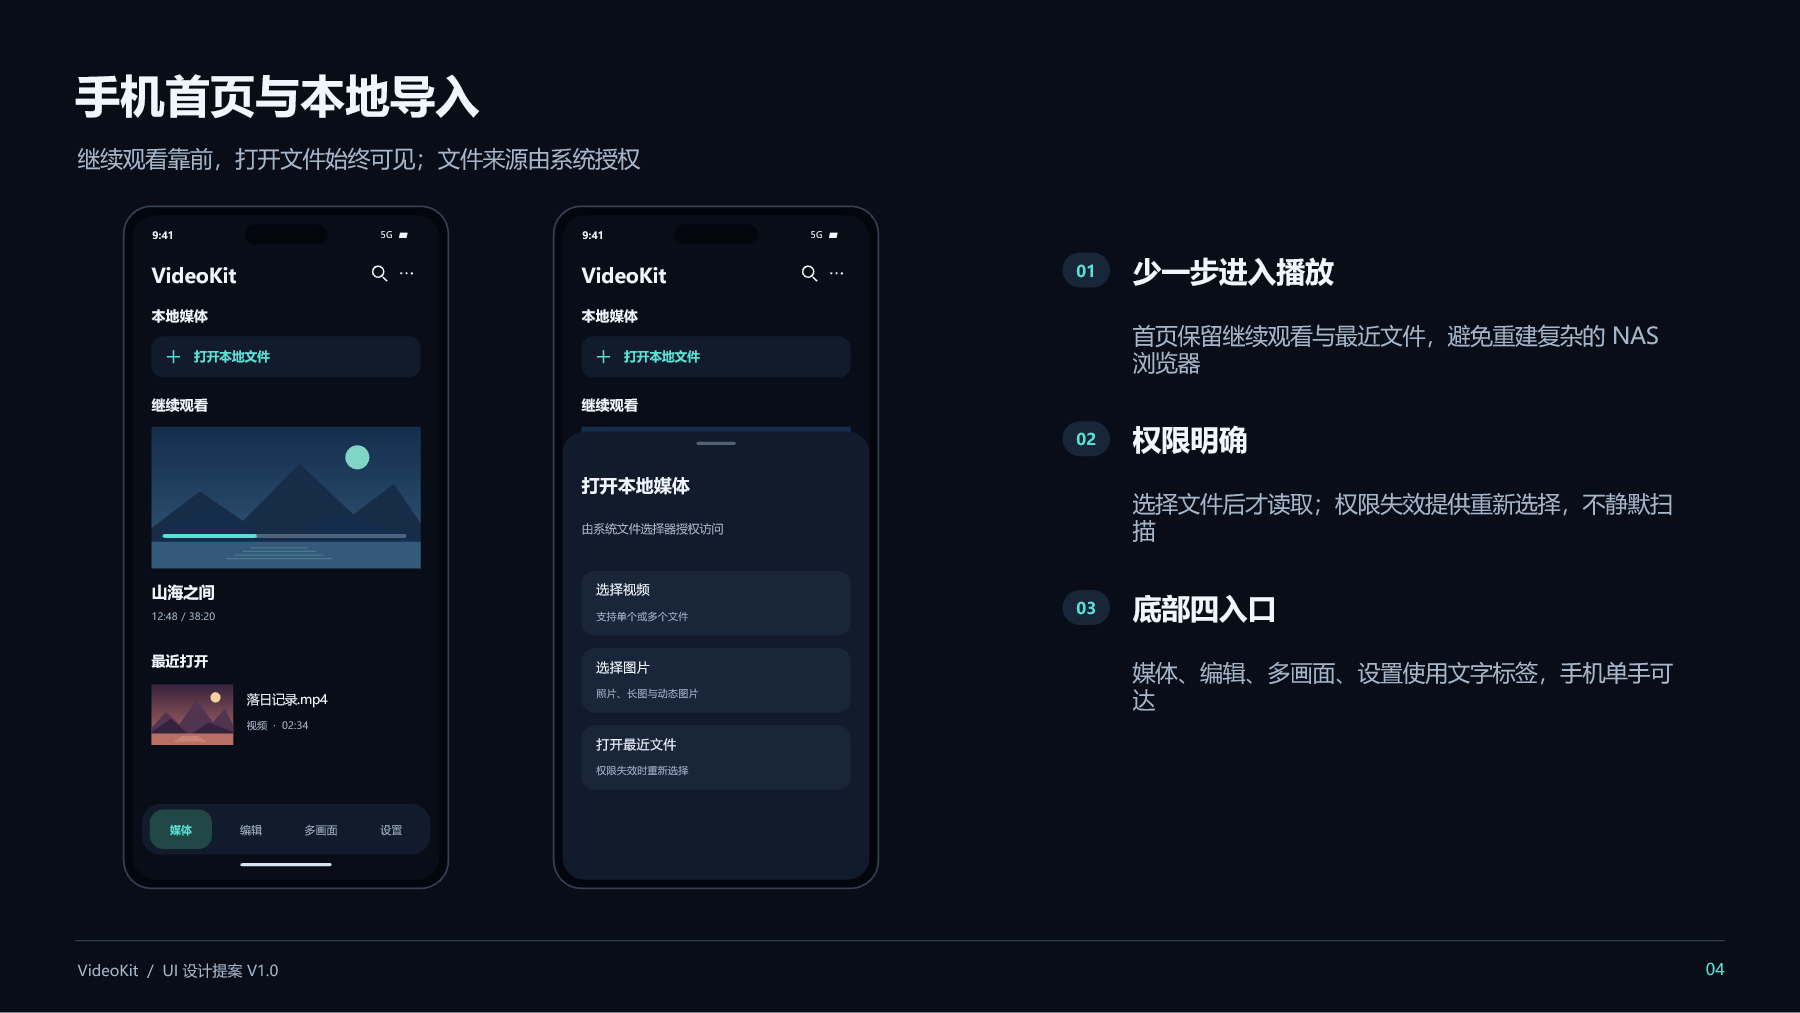 手机首页与本地导入
继续观看靠前，打开文件始终可见；文件来源由系统授权
9:41
5G
VideoKit
本地媒体
打开本地文件
继续观看
山海之间
12:48 / 38:20
最近打开
落日记录.mp4
视频 · 02:34
媒体
编辑
多画面
设置
9:41
5G
VideoKit
本地媒体
打开本地文件
继续观看
打开本地媒体
由系统文件选择器授权访问
选择视频
支持单个或多个文件
选择图片
照片、长图与动态图片
打开最近文件
权限失效时重新选择
01 少一步进入播放
首页保留继续观看与最近文件，避免重建复杂的 NAS
浏览器
02 权限明确
选择文件后才读取；权限失效提供重新选择，不静默扫
描
03 底部四入口
媒体、编辑、多画面、设置使用文字标签，手机单手可
达
VideoKit / UI 设计提案 V1.0
04